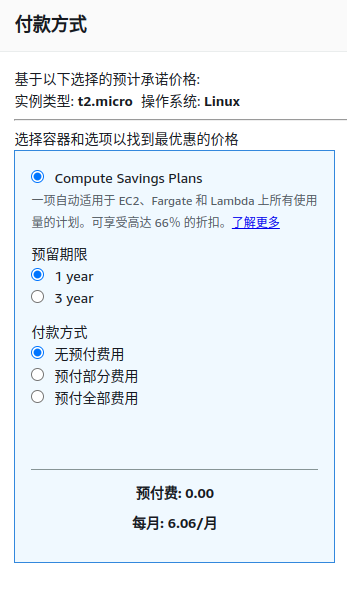 付款方式
基于以下选择的预计承诺价格:
实例类型: t2.micro 操作系统: Linux
选择容器和选项以找到最优惠的价格
Compute Savings Plans
一项自动适用于 EC2、Fargate 和 Lambda 上所有使用
量的计划。可享受高达 66% 的折扣。了解更多
预留期限
1 year
3 year
付款方式
无预付费用
预付部分费用
预付全部费用
预付费: 0.00
每月: 6.06/月